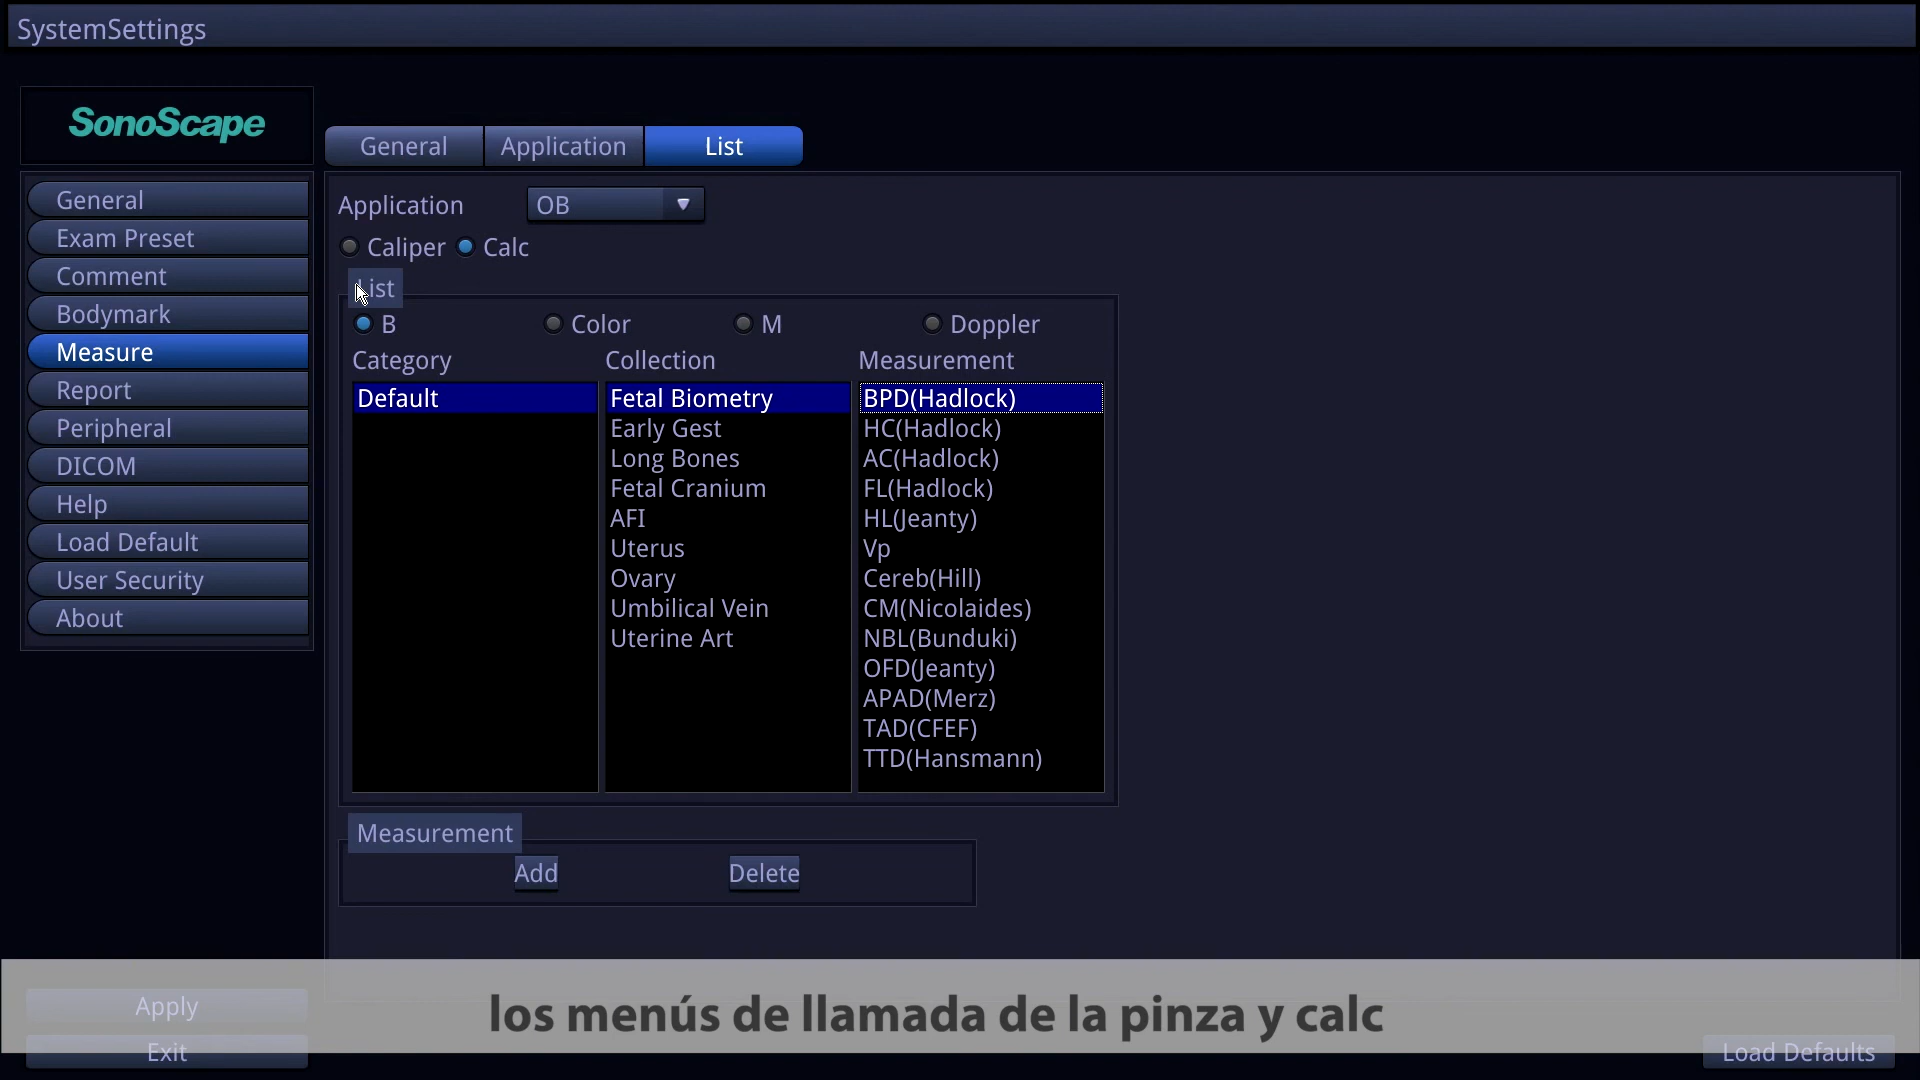 SystemSettings
SonoScape
General
Application
List
General
Exam Preset
Comment
Bodymark
Measure
Report
Peripheral
DICOM
Help
Load Default
User Security
About
Application OB
Caliper Calc
List
B Color M Doppler
Category Collection Measurement
Default Fetal Biometry BPD(Hadlock)
Early Gest HC(Hadlock)
Long Bones AC(Hadlock)
Fetal Cranium FL(Hadlock)
AFI HL(Jeanty)
Uterus Vp
Ovary Cereb(Hill)
Umbilical Vein CM(Nicolaides)
Uterine Art NBL(Bunduki)
OFD(Jeanty)
APAD(Merz)
TAD(CFEF)
TTD(Hansmann)
Measurement
Add Delete
Apply
los menús de llamada de la pinza y calc
Exit
Load Defaults